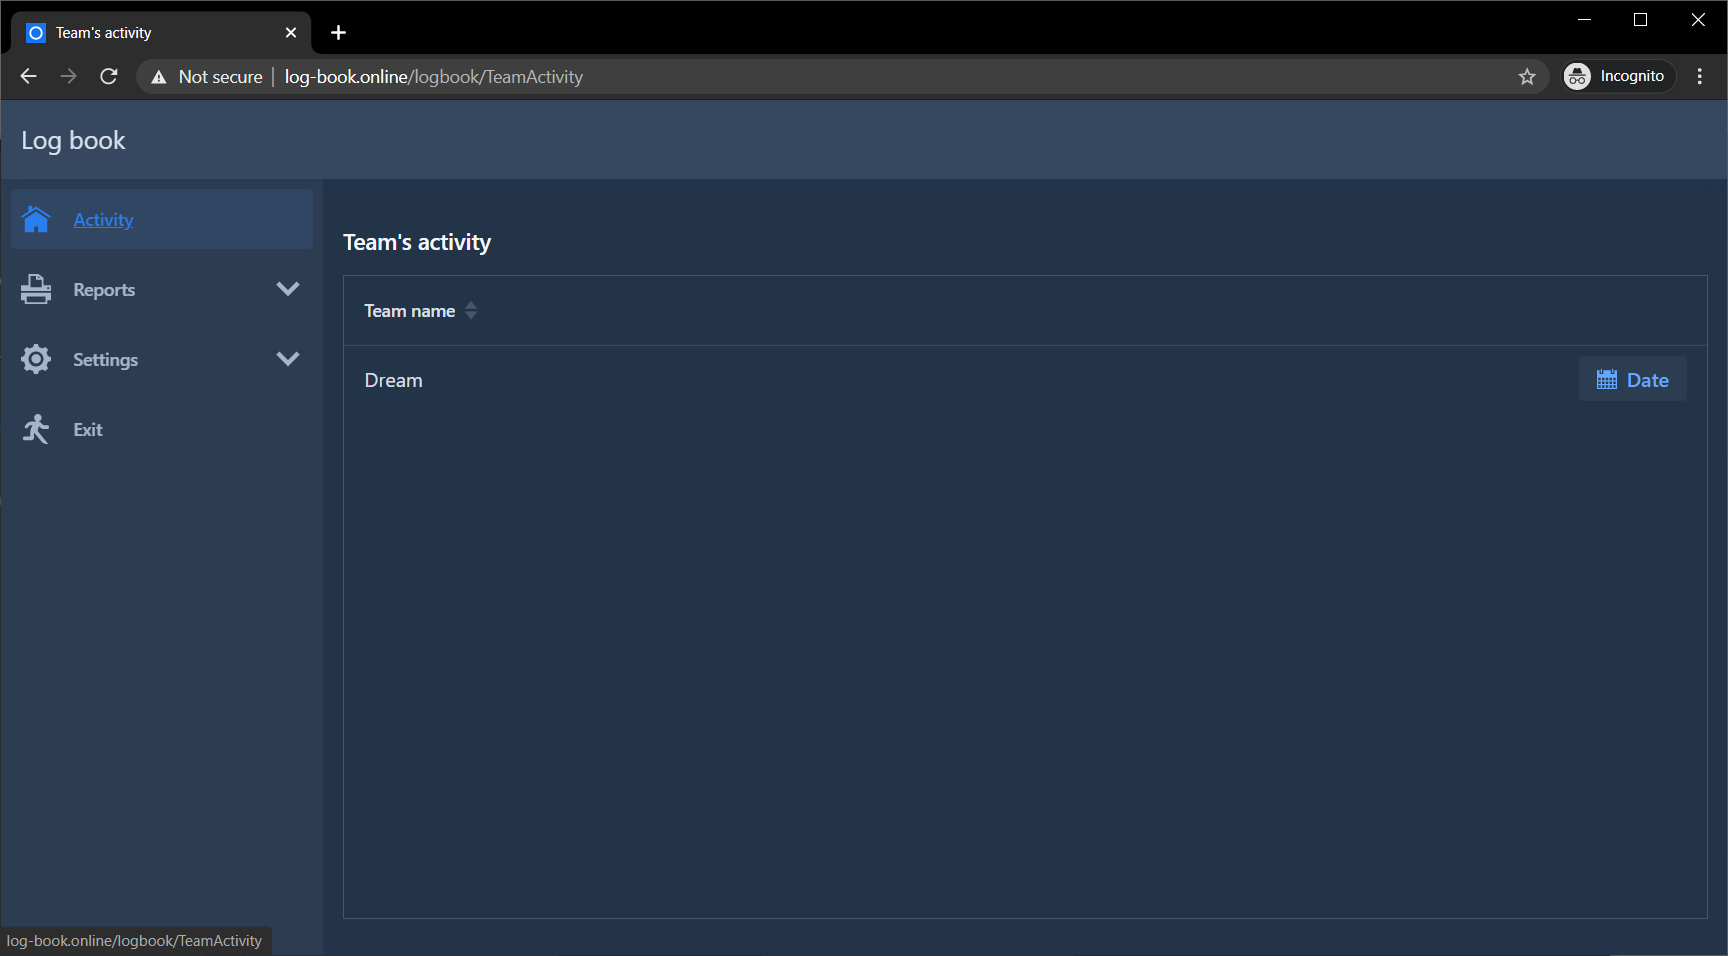 Team's activity
Not secure | log-book.online/logbook/TeamActivity
Incognito
Log book
Activity
Reports
Settings
Exit
Team's activity
Team name
Dream
Date
log-book.online/logbook/TeamActivity